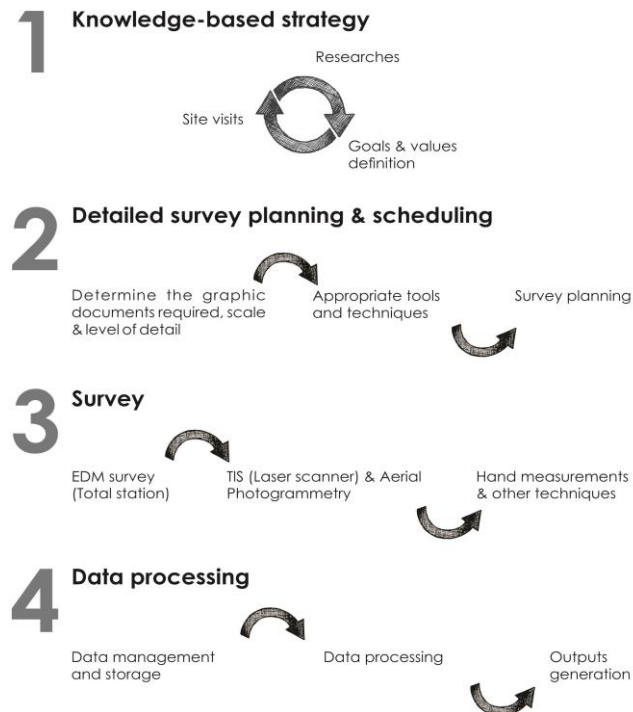 1
Knowledge-based strategy
Researches
Site visits
Goals & values
definition
2
Detailed survey planning & scheduling
Determine the graphic
documents required, scale
& level of detail
Appropriate tools
and techniques
Survey planning
3
Survey
EDM survey
(Total station)
TIS (Laser scanner) & Aerial
Photogrammetry
Hand measurements
& other techniques
4
Data processing
Data management
and storage
Data processing
Outputs
generation